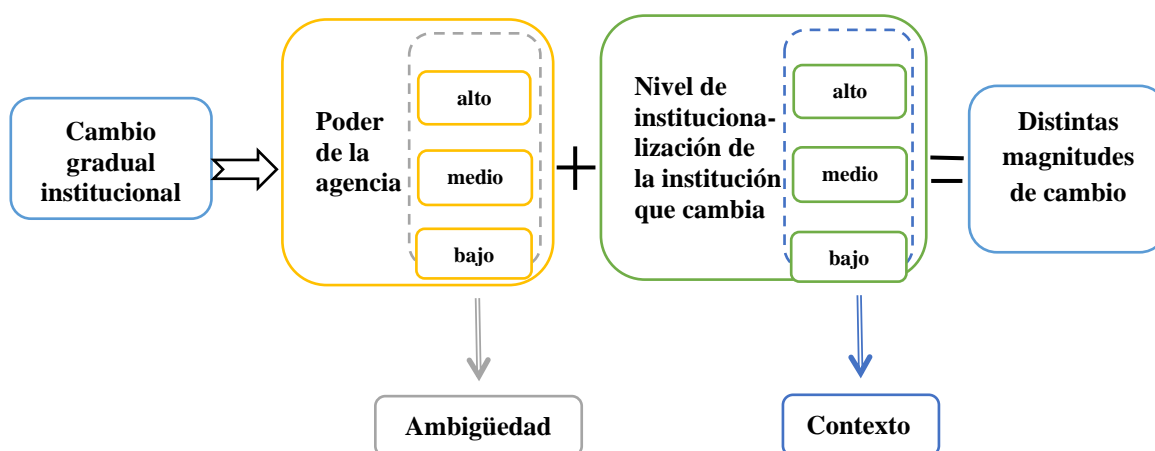 Cambio
gradual
institucional
Poder
de la
agencia
alto
medio
bajo
+
Nivel de
instituciona-
lización de
la institución
que cambia
alto
medio
bajo
=
Distintas
magnitudes
de cambio
Ambigüedad
Contexto